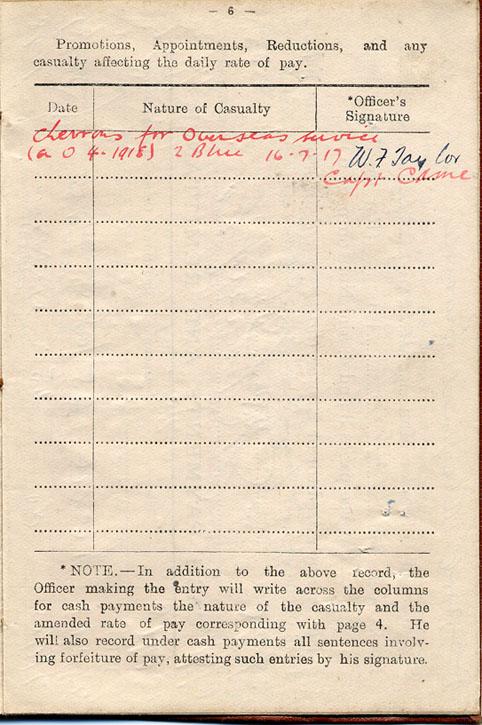 — 6 —
Promotions, Appointments, Reductions, and any
casualty affecting the daily rate of pay.
Date Nature of Casualty *Officer's
Signature
Chevrons for Overseas Service
(a O 4-1918) 2 Blue 16-7-17 W. F Taylor
Capt
* NOTE.—In addition to the above record, the
Officer making the entry will write across the columns
for cash payments the nature of the casualty and the
amended rate of pay corresponding with page 4. He
will also record under cash payments all sentences involv-
ing forfeiture of pay, attesting such entries by his signature.